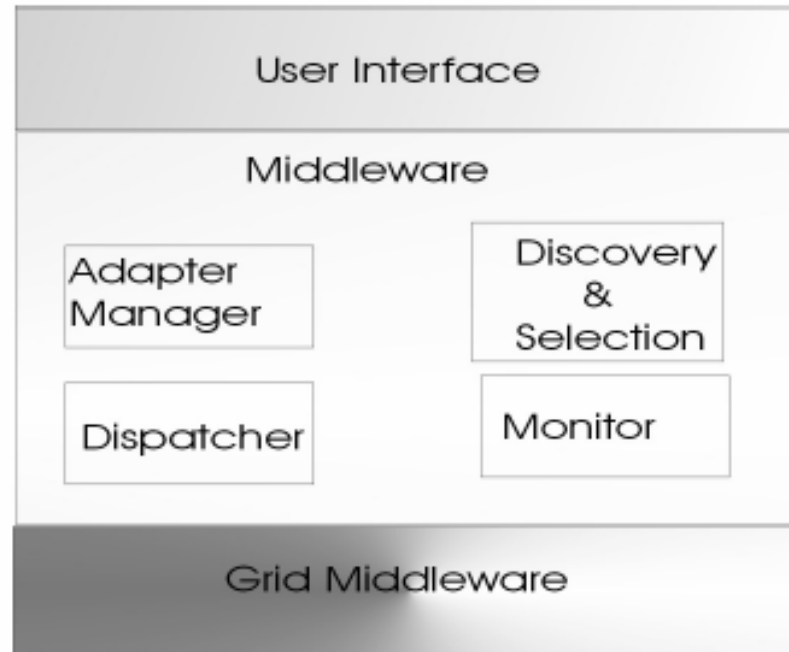 User Interface
Middleware
Adapter
Manager
Discovery
&
Selection
Dispatcher
Monitor
Grid Middleware